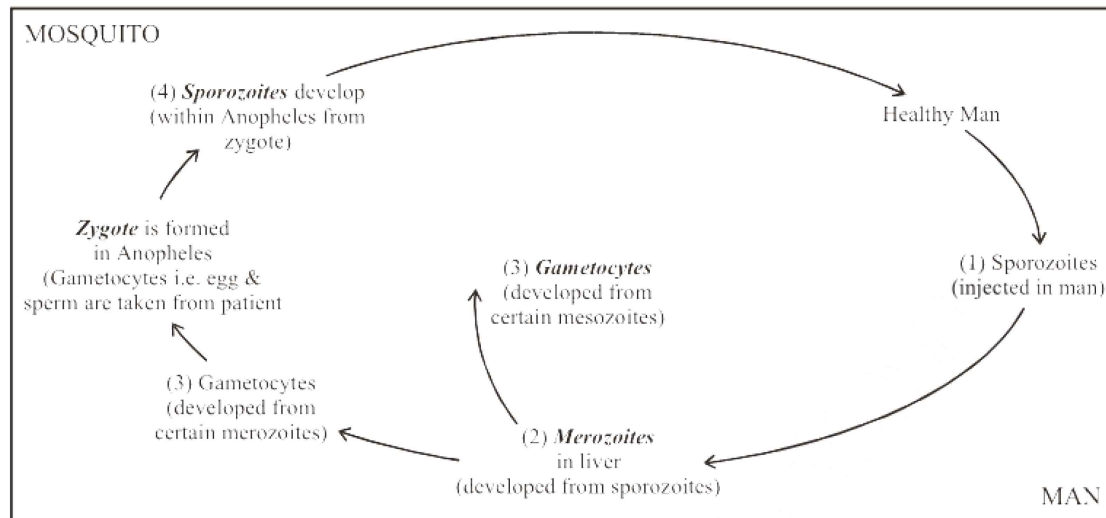 MOSQUITO
(4) Sporozoites develop
(within Anopheles from
zygote)
Healthy Man
Zygote is formed
in Anopheles
(Gametocytes i.e. egg &
sperm are taken from patient
(3) Gametocytes
(developed from
certain mesozoites)
(1) Sporozoites
(injected in man)
(3) Gametocytes
(developed from
certain merozoites)
(2) Merozoites
in liver
(developed from sporozoites)
MAN